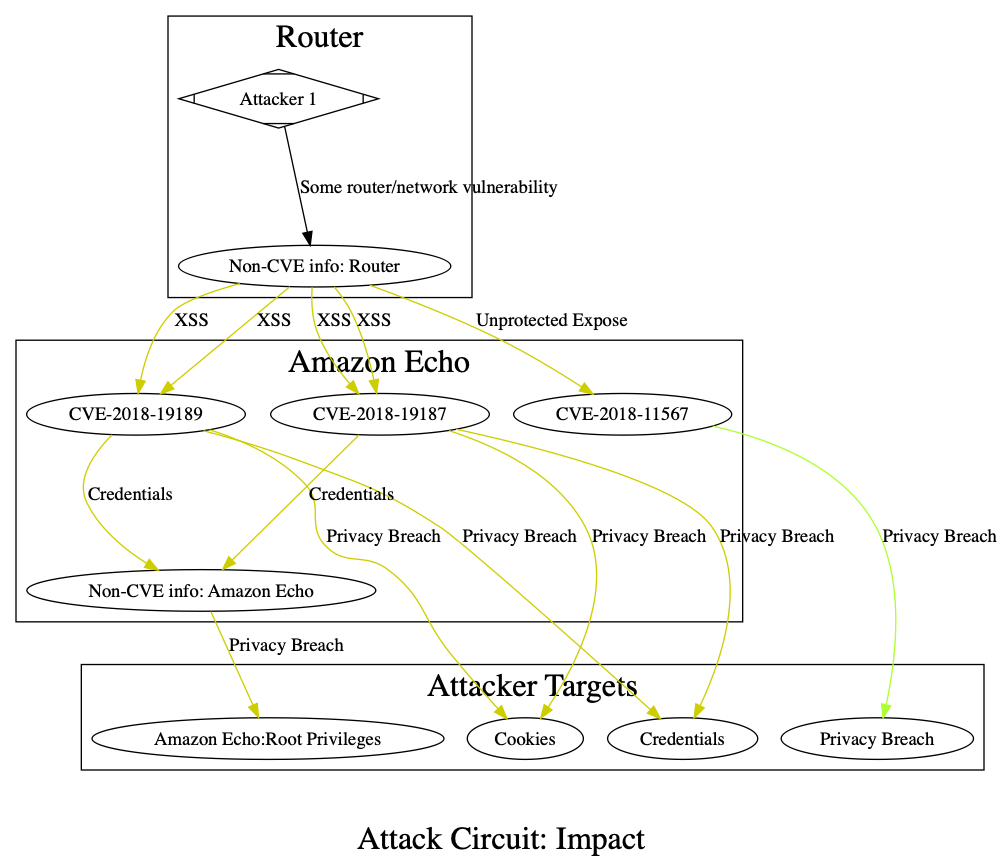 Router
Attacker 1
Some router/network vulnerability
Non-CVE info: Router
XSS
XSS
XSS
XSS
Unprotected Expose
Amazon Echo
CVE-2018-19189
CVE-2018-19187
CVE-2018-11567
Credentials
Credentials
Privacy Breach
Privacy Breach
Privacy Breach
Privacy Breach
Privacy Breach
Non-CVE info: Amazon Echo
Privacy Breach
Attacker Targets
Amazon Echo:Root Privileges
Cookies
Credentials
Privacy Breach
Attack Circuit: Impact